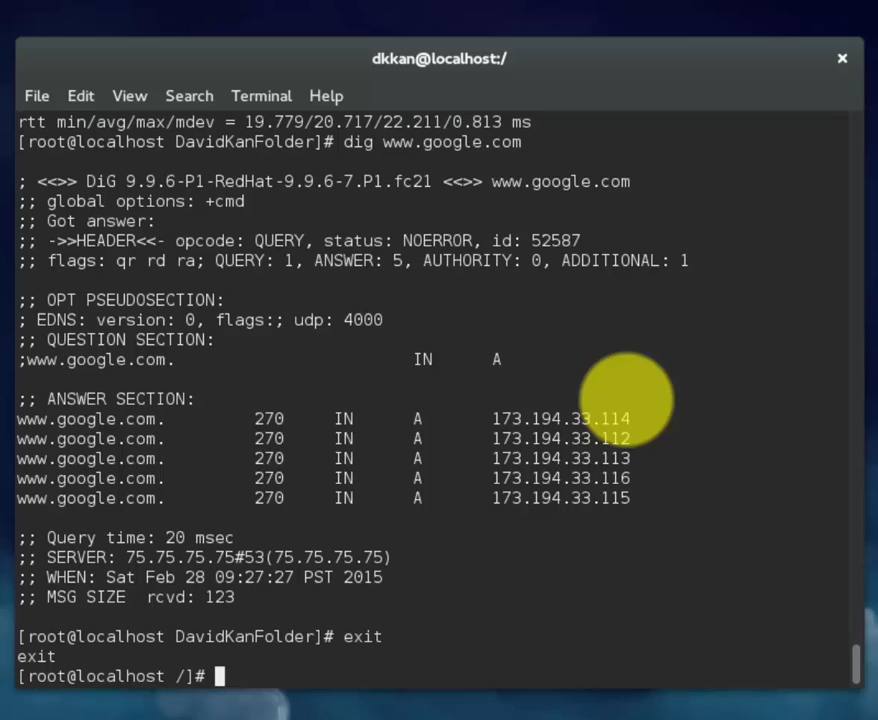 dkkan@localhost:/
File Edit View Search Terminal Help
rtt min/avg/max/mdev = 19.779/20.717/22.211/0.813 ms
[root@localhost DavidKanFolder]# dig www.google.com
; <<>> DiG 9.9.6-P1-RedHat-9.9.6-7.P1.fc21 <<>> www.google.com
;; global options: +cmd
;; Got answer:
;; ->>HEADER<<- opcode: QUERY, status: NOERROR, id: 52587
;; flags: qr rd ra; QUERY: 1, ANSWER: 5, AUTHORITY: 0, ADDITIONAL: 1
;; OPT PSEUDOSECTION:
; EDNS: version: 0, flags:; udp: 4000
;; QUESTION SECTION:
;www.google.com. IN A
;; ANSWER SECTION:
www.google.com. 270 IN A 173.194.33.114
www.google.com. 270 IN A 173.194.33.112
www.google.com. 270 IN A 173.194.33.113
www.google.com. 270 IN A 173.194.33.116
www.google.com. 270 IN A 173.194.33.115
;; Query time: 20 msec
;; SERVER: 75.75.75.75#53(75.75.75.75)
;; WHEN: Sat Feb 28 09:27:27 PST 2015
;; MSG SIZE rcvd: 123
[root@localhost DavidKanFolder]# exit
exit
[root@localhost /]#